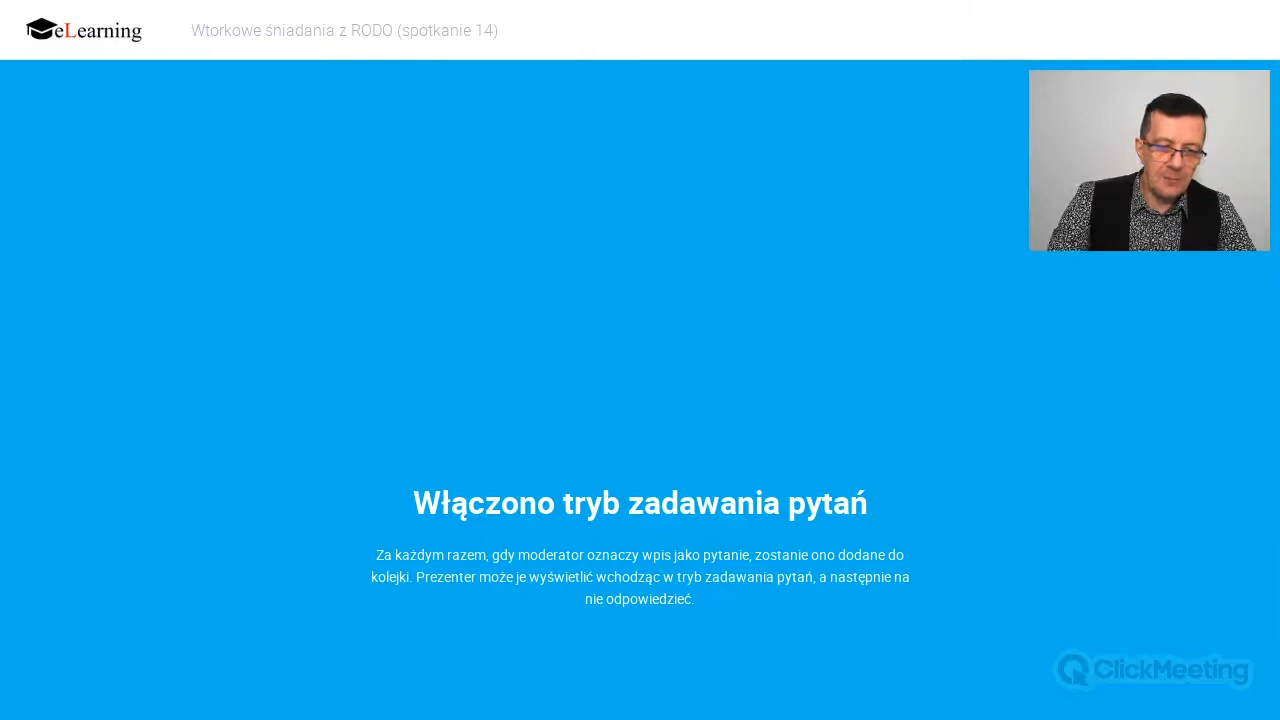 eLearning
Wtorkowe śniadania z RODO (spotkanie 14)
Włączono tryb zadawania pytań
Za każdym razem, gdy moderator oznaczy wpis jako pytanie, zostanie ono dodane do
kolejki. Prezenter może je wyświetlić wchodząc w tryb zadawania pytań, a następnie na
nie odpowiedzieć.
ClickMeeting